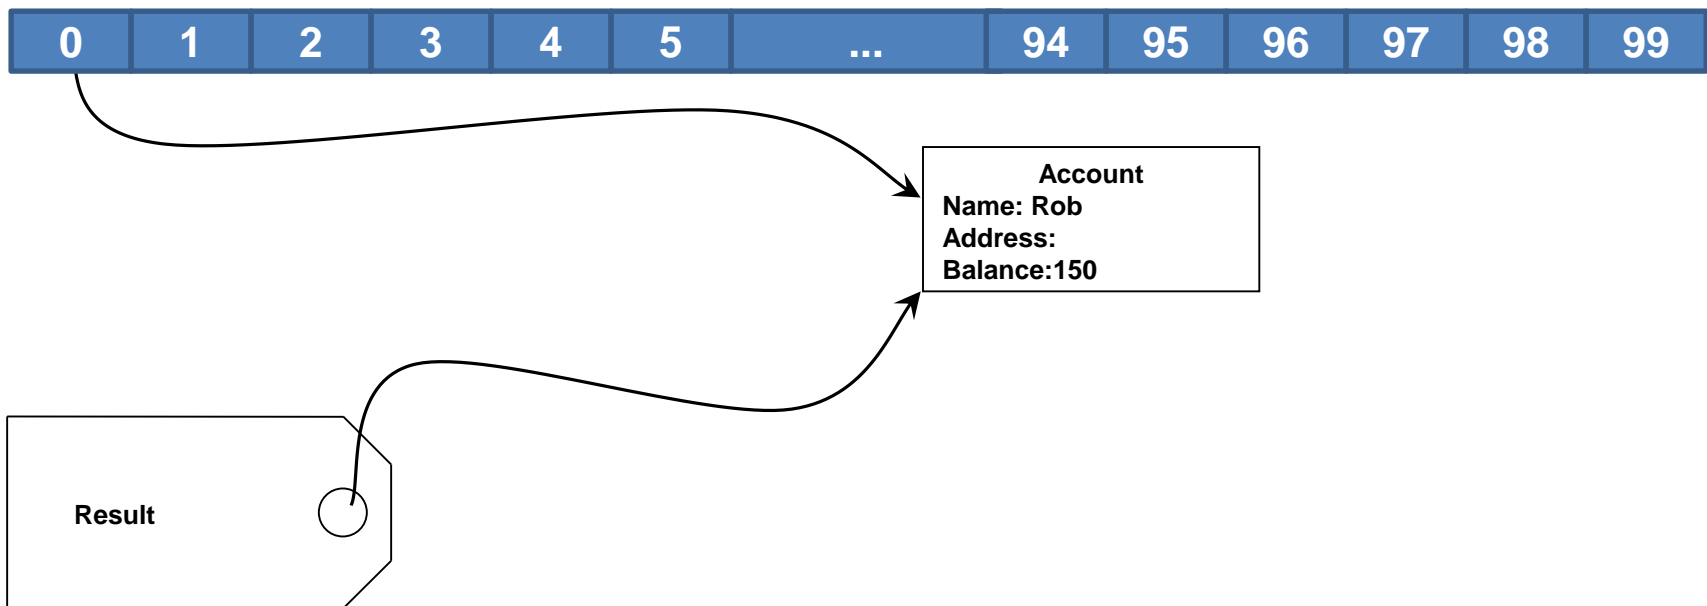 0 1 2 3 4 5 ... 94 95 96 97 98 99
Account
Name: Rob
Address:
Balance:150
Result